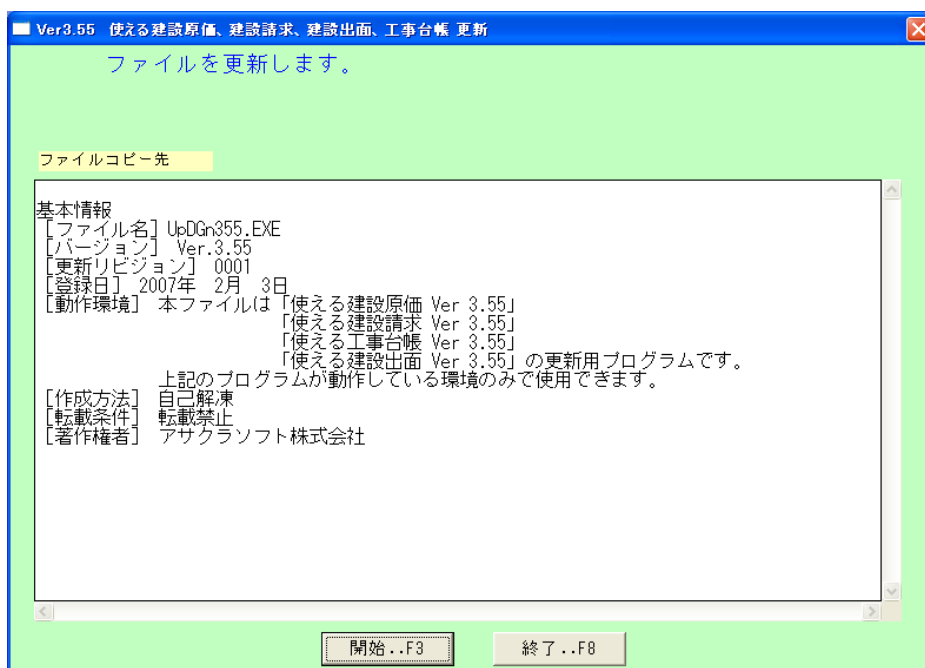 Ver3.55 使える建設原価、建設請求、建設出面、工事台帳 更新
ファイルを更新します。
ファイルコピー先
基本情報
[ファイル名] UpDGn355.EXE
[バージョン] Ver.3.55
[更新リビジョン] 0001
[登録日] 2007年 2月 3日
[動作環境] 本ファイルは「使える建設原価 Ver 3.55」
「使える建設請求 Ver 3.55」
「使える工事台帳 Ver 3.55」
「使える建設出面 Ver 3.55」の更新用プログラムです。
上記のプログラムが動作している環境のみで使用できます。
[作成方法] 自己解凍
[転載条件] 転載禁止
[著作権者] アサクラソフト株式会社
開始..F3
終了..F8